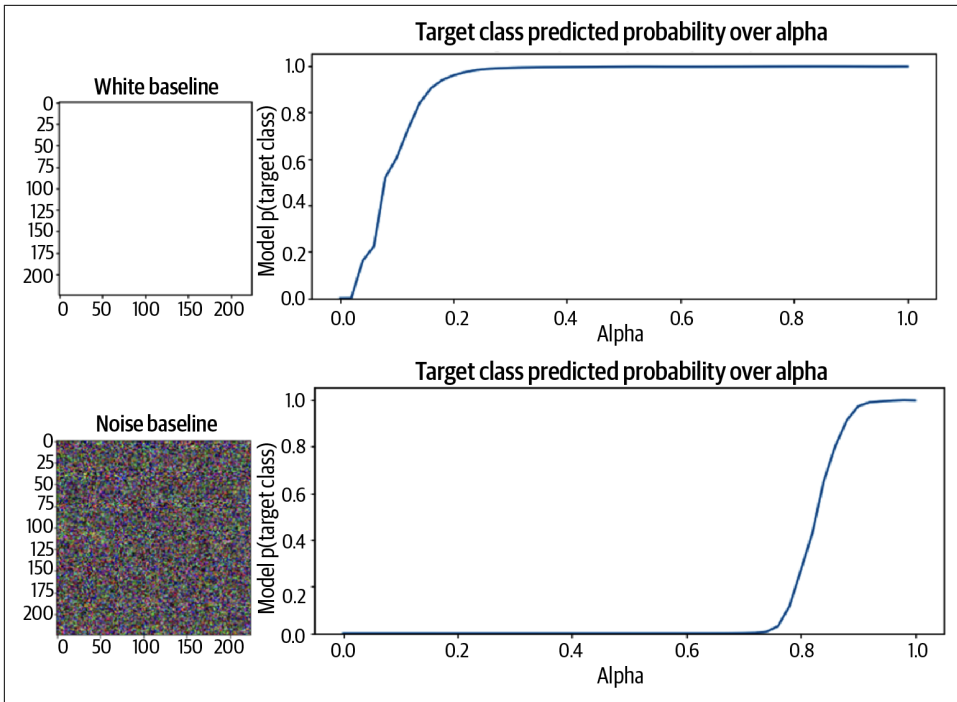 Target class predicted probability over alpha
White baseline
0
25
50
75
100
125
150
175
200
0 50 100 150 200
Model p(target class)
1.0
0.8
0.6
0.4
0.2
0.0
0.0 0.2 0.4 0.6 0.8 1.0
Alpha
Target class predicted probability over alpha
Noise baseline
0
25
50
75
100
125
150
175
200
0 50 100 150 200
Model p(target class)
1.0
0.8
0.6
0.4
0.2
0.0
0.0 0.2 0.4 0.6 0.8 1.0
Alpha